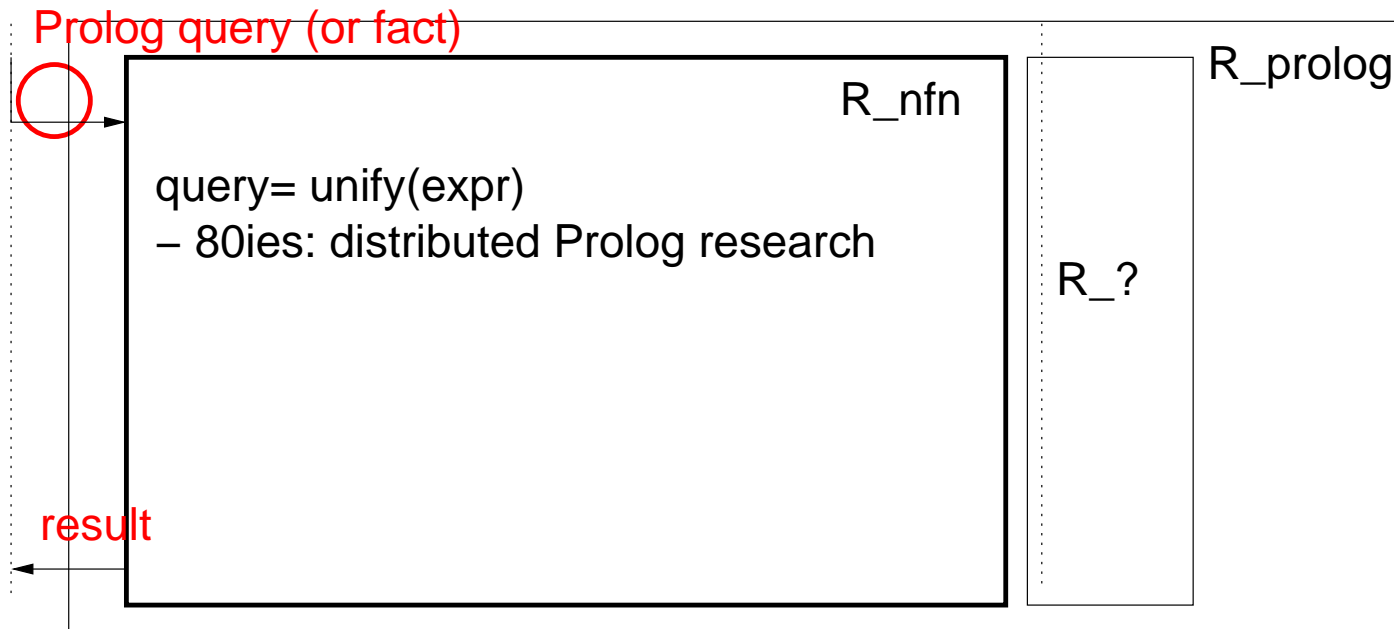 Prolog query (or fact)
R_prolog
R_nfn
query= unify(expr)
– 80ies: distributed Prolog research
R_?
result